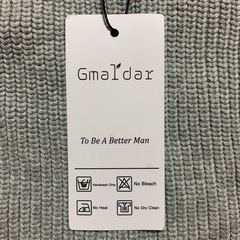 Gmaldar
To Be A Better Man
Handwash Only
No Bleach
No Heat
No Dry Clean